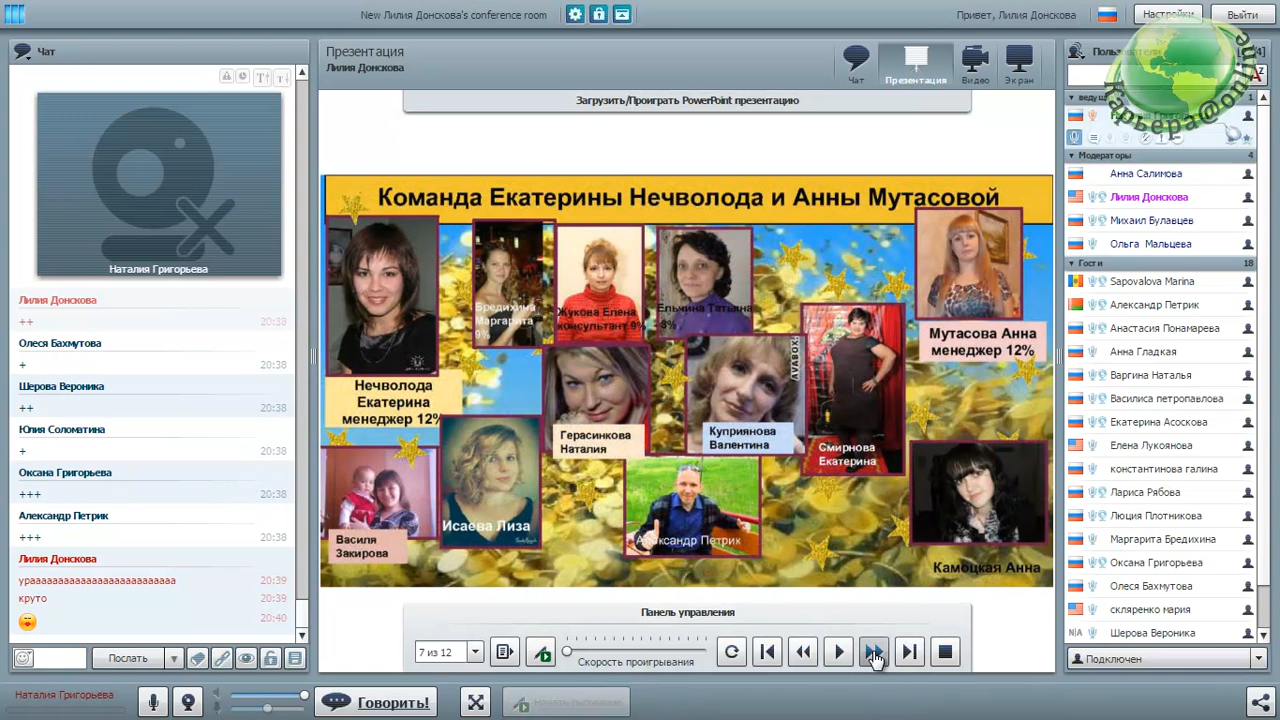 New Лилия Донскова's conference room
Привет, Лилия Донскова
Настройки
Выйти
Чат
Наталия Григорьева
Лилия Донскова
++ 20:38
Олеся Бахмутова
+ 20:38
Шерова Вероника
++ 20:38
Юлия Соломатина
+ 20:38
Оксана Григорьева
+++ 20:38
Александр Петрик
+++ 20:38
Лилия Донскова
ураааааааааааааааааааааааааа 20:39
круто 20:39
20:40
Послать
Презентация
Лилия Донскова
Чат
Презентация
Видео
Экран
Загрузить/Проиграть PowerPoint презентацию
Команда Екатерины Нечволода и Анны Мутасовой
Бредихина
Маргарита
9%
Жукова Елена
консультант 9%
Ельчина Татьяна
Мутасова Анна
менеджер 12%
Нечволода
Екатерина
менеджер 12%
Герасинкова
Наталия
Куприянова
Валентина
Смирнова
Екатерина
Василя
Закирова
Исаева Лиза
Александр Петрик
Камоцкая Анна
Панель управления
7 из 12
Скорость проигрывания
карьера@online
Модераторы 4
Анна Салимова
Лилия Донскова
Михаил Булавцев
Ольга Мальцева
Гости 18
Sapovalova Marina
Александр Петрик
Анастасия Понамарева
Анна Гладкая
Варгина Наталья
Василиса петропавлова
Екатерина Асоскова
Елена Лукоянова
константинова галина
Лариса Рябова
Люция Плотникова
Маргарита Бредихина
Оксана Григорьева
Олеся Бахмутова
скляренко мария
N/A Шерова Вероника
Подключен
Наталия Григорьева
Говорить!